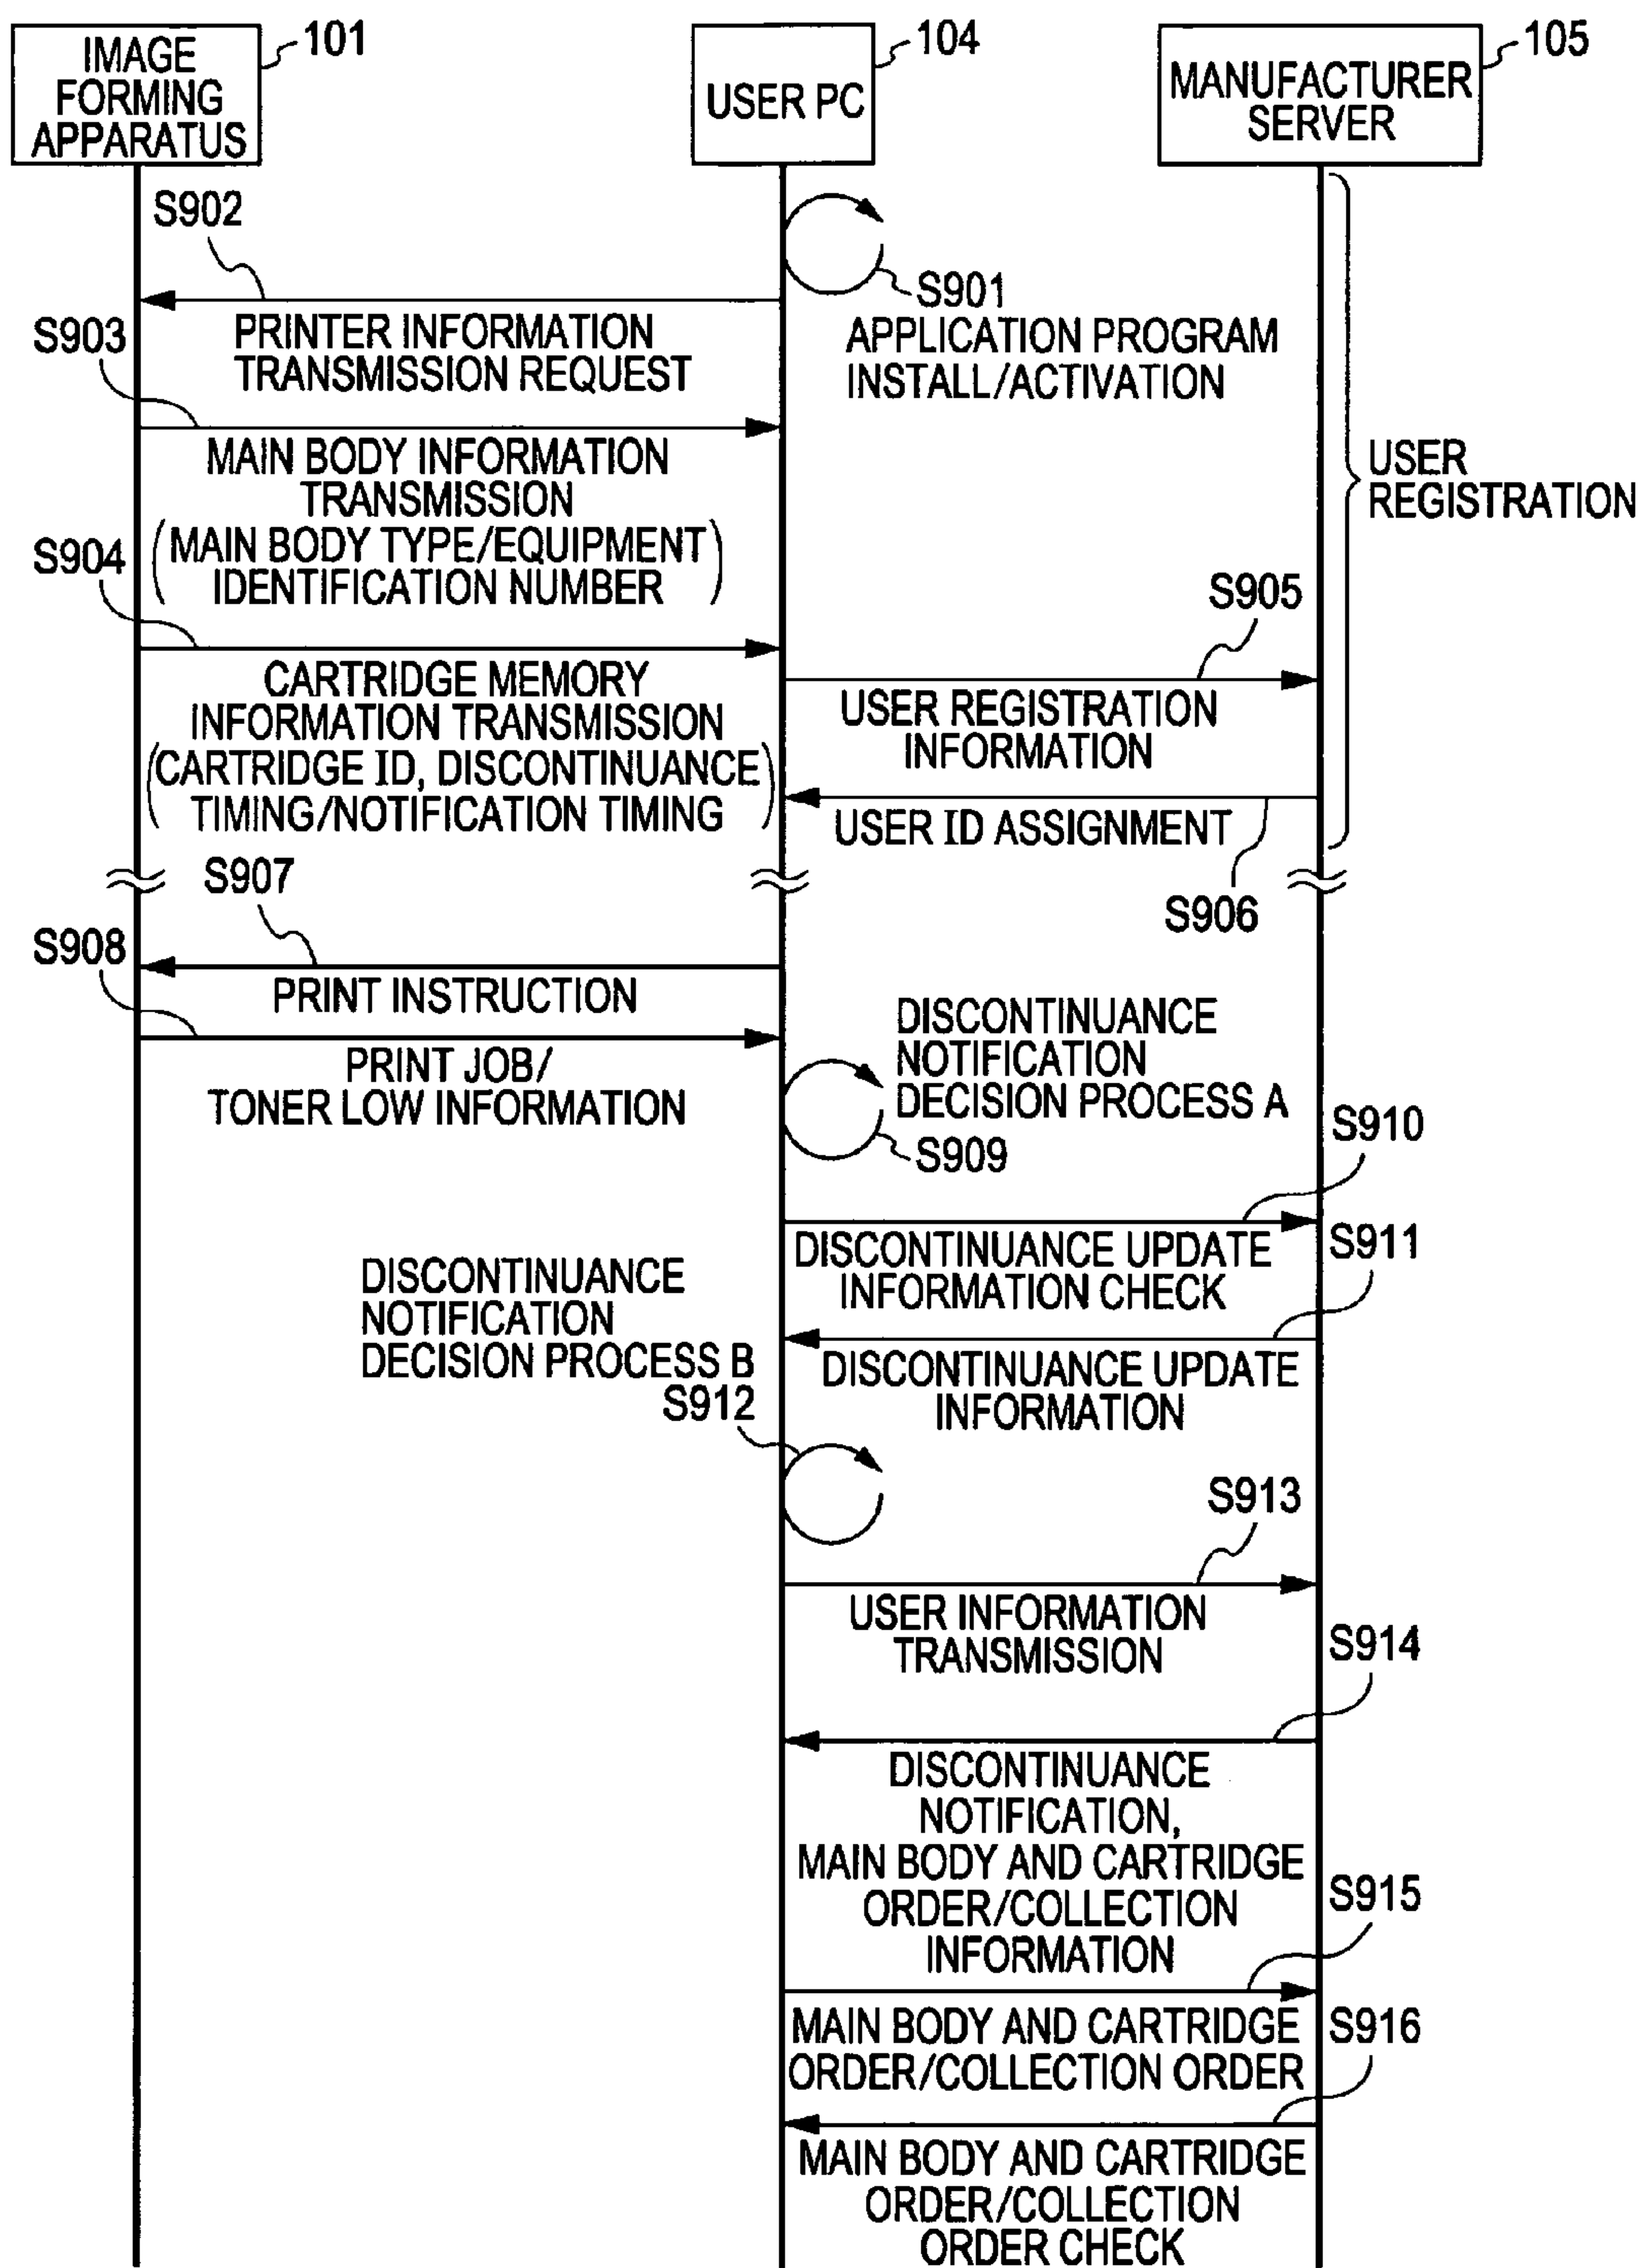 IMAGE
FORMING
APPARATUS
101
USER PC
104
MANUFACTURER
SERVER
105
S902
S901
APPLICATION PROGRAM
INSTALL/ACTIVATION
PRINTER INFORMATION
TRANSMISSION REQUEST
S903
MAIN BODY INFORMATION
TRANSMISSION
(MAIN BODY TYPE/EQUIPMENT
IDENTIFICATION NUMBER)
USER
REGISTRATION
S904
CARTRIDGE MEMORY
INFORMATION TRANSMISSION
(CARTRIDGE ID, DISCONTINUANCE
TIMING/NOTIFICATION TIMING)
S905
USER REGISTRATION
INFORMATION
USER ID ASSIGNMENT
S906
S907
PRINT INSTRUCTION
S908
PRINT JOB/
TONER LOW INFORMATION
DISCONTINUANCE
NOTIFICATION
DECISION PROCESS A
S909
S910
DISCONTINUANCE UPDATE
INFORMATION CHECK
S911
DISCONTINUANCE UPDATE
INFORMATION
DISCONTINUANCE
NOTIFICATION
DECISION PROCESS B
S912
S913
USER INFORMATION
TRANSMISSION
S914
DISCONTINUANCE
NOTIFICATION,
MAIN BODY AND CARTRIDGE
ORDER/COLLECTION
INFORMATION
S915
MAIN BODY AND CARTRIDGE
ORDER/COLLECTION ORDER
S916
MAIN BODY AND CARTRIDGE
ORDER/COLLECTION
ORDER CHECK